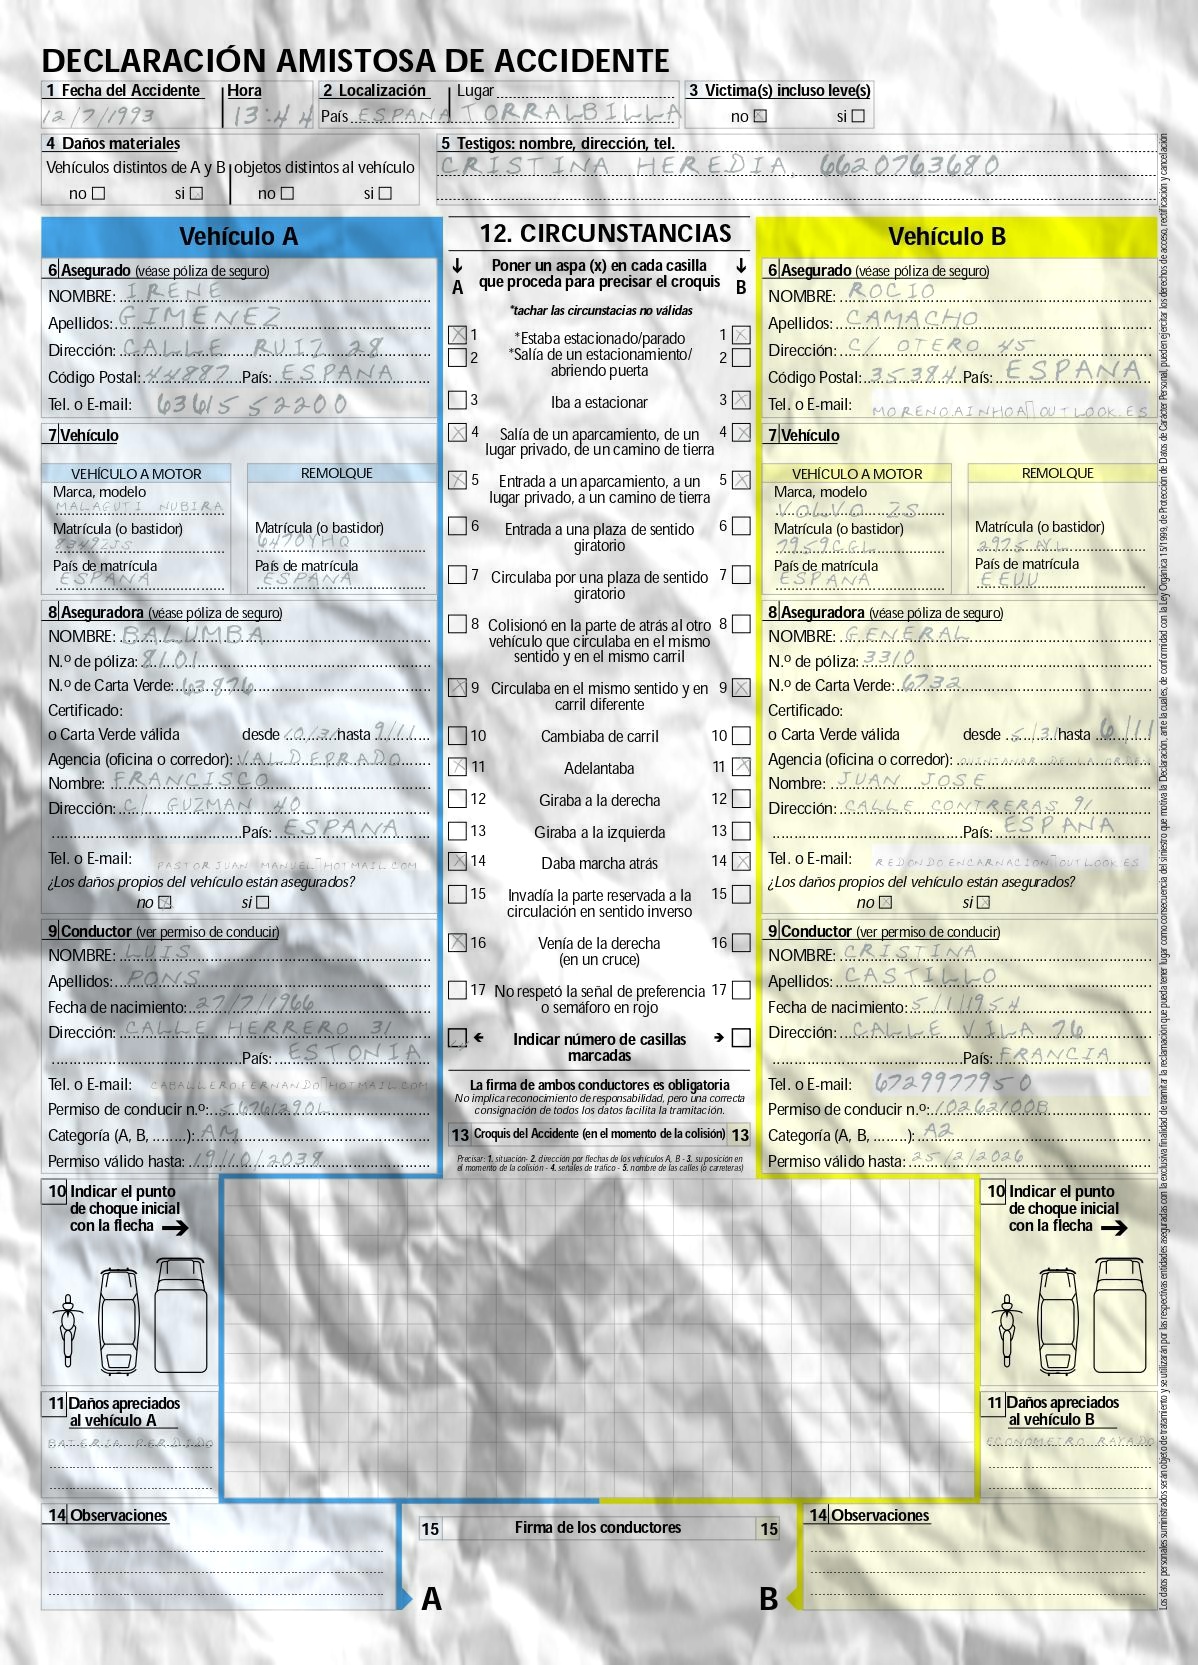 DECLARACIÓN AMISTOSA DE ACCIDENTE
1 Fecha del Accidente Hora 2 Localización Lugar 3 Victima(s) incluso leve(s)
12/7/1993 13:44 País ESPAÑA TORRALBILLA no si
4 Daños materiales 5 Testigos: nombre, dirección, tel.
Vehículos distintos de A y B objetos distintos al vehículo CRISTINA HEREDIA, 6620763680
no si no si
Vehículo A
6 Asegurado (véase póliza de seguro)
NOMBRE: IRENE
Apellidos: GIMENEZ
Dirección: CALLE RUIZ 28
Código Postal: 44887 País: ESPAÑA
Tel. o E-mail: 63615 52200
7 Vehículo
VEHÍCULO A MOTOR REMOLQUE
Marca, modelo
MALAGUTI NUBIRA
Matrícula (o bastidor) Matrícula (o bastidor)
6470YHQ
País de matrícula País de matrícula
ESPAÑA ESPAÑA
8 Aseguradora (véase póliza de seguro)
NOMBRE: BALUMBA
N.º de póliza: 8101
N.º de Carta Verde: 63876
Certificado:
o Carta Verde válida desde hasta 9/11
Agencia (oficina o corredor): VALDEPRADO
Nombre: FRANCISCO
Dirección: C/ GUZMAN 40
País: ESPAÑA
Tel. o E-mail: PASTORJUAN MANUEL HOTMAIL.COM
¿Los daños propios del vehículo están asegurados?
no si
9 Conductor (ver permiso de conducir)
NOMBRE: LUIS
Apellidos: PONS
Fecha de nacimiento: 27/7/1966
Dirección: CALLE HERRERO 31
País: ESTONIA
Tel. o E-mail: CABALLEROFERNANDO HOTMAIL.COM
Permiso de conducir n.º: 56761290L
Categoría (A, B, ........): AM
Permiso válido hasta: 19/10/2038
12. CIRCUNSTANCIAS
A Poner un aspa (x) en cada casilla B
que proceda para precisar el croquis
*tachar las circunstacias no válidas
1 *Estaba estacionado/parado 1
2 *Salía de un estacionamiento/ 2
abriendo puerta
3 Iba a estacionar 3
4 Salía de un aparcamiento, de un 4
lugar privado, de un camino de tierra
5 Entrada a un aparcamiento, a un 5
lugar privado, a un camino de tierra
6 Entrada a una plaza de sentido 6
giratorio
7 Circulaba por una plaza de sentido 7
giratorio
8 Colisionó en la parte de atrás al otro 8
vehículo que circulaba en el mismo
sentido y en el mismo carril
9 Circulaba en el mismo sentido y en 9
carril diferente
10 Cambiaba de carril 10
11 Adelantaba 11
12 Giraba a la derecha 12
13 Giraba a la izquierda 13
14 Daba marcha atrás 14
15 Invadía la parte reservada a la 15
circulación en sentido inverso
16 Venía de la derecha 16
(en un cruce)
17 No respetó la señal de preferencia 17
o semáforo en rojo
Indicar número de casillas
marcadas
La firma de ambos conductores es obligatoria
No implica reconocimiento de responsabilidad, pero una correcta
consignación de todos los datos facilita la tramitación.
13 Croquis del Accidente (en el momento de la colisión) 13
Precisar: 1. situación- 2. dirección por flechas de los vehículos A, B - 3. su posición en
el momento de la colisión - 4. señales de tráfico - 5. nombre de las calles (o carreteras)
Vehículo B
6 Asegurado (véase póliza de seguro)
NOMBRE: ROCIO
Apellidos: CAMACHO
Dirección: C/ OTERO 45
Código Postal: 35384 País: ESPAÑA
Tel. o E-mail: MORENO.AINHOA OUTLOOK.ES
7 Vehículo
VEHÍCULO A MOTOR REMOLQUE
Marca, modelo
VOLVO ZS
Matrícula (o bastidor) Matrícula (o bastidor)
7959CGL
País de matrícula País de matrícula
ESPAÑA EEUU
8 Aseguradora (véase póliza de seguro)
NOMBRE: GENERAL
N.º de póliza: 3310
N.º de Carta Verde: 6732
Certificado:
o Carta Verde válida desde 5/31 hasta 6/11
Agencia (oficina o corredor): QUINTANAR DE LA ORDEN
Nombre: JUAN JOSE
Dirección: CALLE CONTRERAS 91
País: ESPAÑA
Tel. o E-mail: REDONDOENCARNACION OUTLOOK.ES
¿Los daños propios del vehículo están asegurados?
no si
9 Conductor (ver permiso de conducir)
NOMBRE: CRISTINA
Apellidos: CASTILLO
Fecha de nacimiento: 5/1/1954
Dirección: CALLE VILA 76
País: FRANCIA
Tel. o E-mail: 6729977950
Permiso de conducir n.º: 10262100B
Categoría (A, B, ........): A2
Permiso válido hasta: 25/2/2026
10 Indicar el punto
de choque inicial
con la flecha
11 Daños apreciados
al vehículo A
BATERIA PERDIDO
10 Indicar el punto
de choque inicial
con la flecha
11 Daños apreciados
al vehículo B
ECONOMETRO RAYADO
14 Observaciones
15 Firma de los conductores 15
A B
14 Observaciones
Los datos personales suministrados serán objeto de tratamiento y se utilizarán por las respectivas entidades aseguradas con la exclusiva finalidad de tramitar la reclamación que pueda tener lugar como consecuencia del siniestro que motiva la Declaración, ante la cuales, de conformidad con la Ley Orgánica 15/1999, de Protección de Datos de Carácter Personal, pueden ejercitar los derechos de acceso, rectificación y cancelación